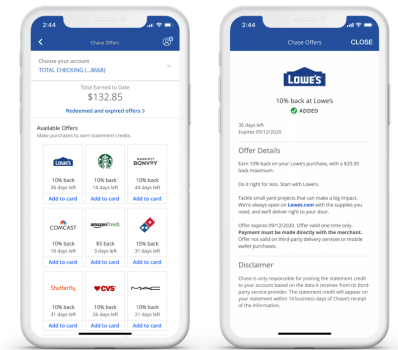 2:44
Chase Offers
Choose your account
TOTAL CHECKING (...8668)
Total Earned to Date
$132.85
Redeemed and expired offers >
Available Offers
Make purchases to earn statement credits.
LOWE'S
MARRIOTT
BONVOY
10% back 10% back 10% back
36 days left 14 days left 44 days left
Add to card Add to card Add to card
COMCAST amazonfresh
10% back $5 back 15% back
16 days left 3 days left 31 days left
Add to card Add to card Add to card
Shutterfly CVS MAC
10% back 10% back 10% back
31 days left 26 days left 21 days left
Add to card Add to card Add to card
2:44
Chase Offers CLOSE
LOWE'S
10% back at Lowe's
ADDED
36 days left
Expires 09/12/2020
Offer Details
Earn 10% back on your Lowe's purchase, with a $20.00
back maximum.
Do it right for less. Start with Lowe's.
Tackle small yard projects that can make a big impact.
We're always open on Lowes.com with the supplies you
need, and we'll deliver right to your door.
Offer expires 09/12/2020. Offer valid one time only.
Payment must be made directly with the merchant.
Offer not valid on third-party delivery services or mobile
wallet purchases.
Disclaimer
Chase is only responsible for posting the statement credit
to your account based on the data it receives from its third-
party service provider. The statement credit will appear on
your statement within 14 business days of Chase's receipt
of the information.